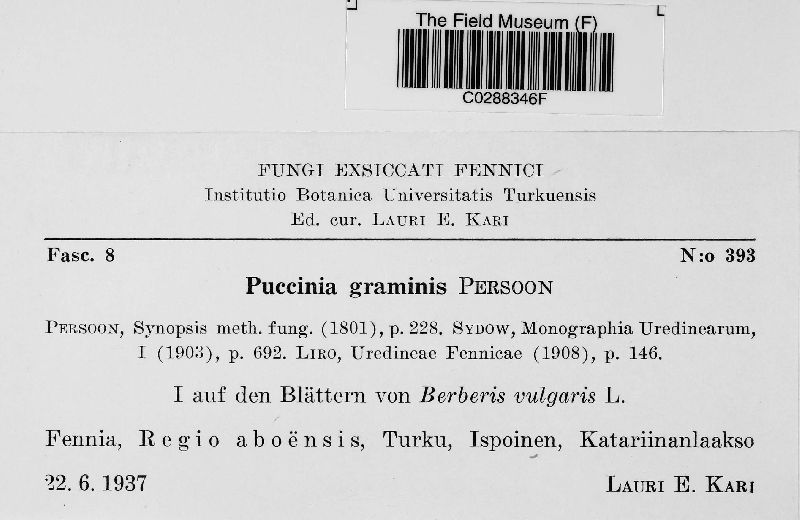 The Field Museum (F)
C0288346F
FUNGI EXSICCATI FENNICI
Institutio Botanica Universitatis Turkuensis
Ed. cur. LAURI E. KARI
Fasc. 8 N:o 393
Puccinia graminis PERSOON
PERSOON, Synopsis meth. fung. (1801), p. 228. SYDOW, Monographia Uredinearum,
I (1903), p. 692. LIRO, Uredineae Fennicae (1908), p. 146.
I auf den Blättern von Berberis vulgaris L.
Fennia, Regio aboënsis, Turku, Ispoinen, Katariinanlaakso
22. 6. 1937 LAURI E. KARI